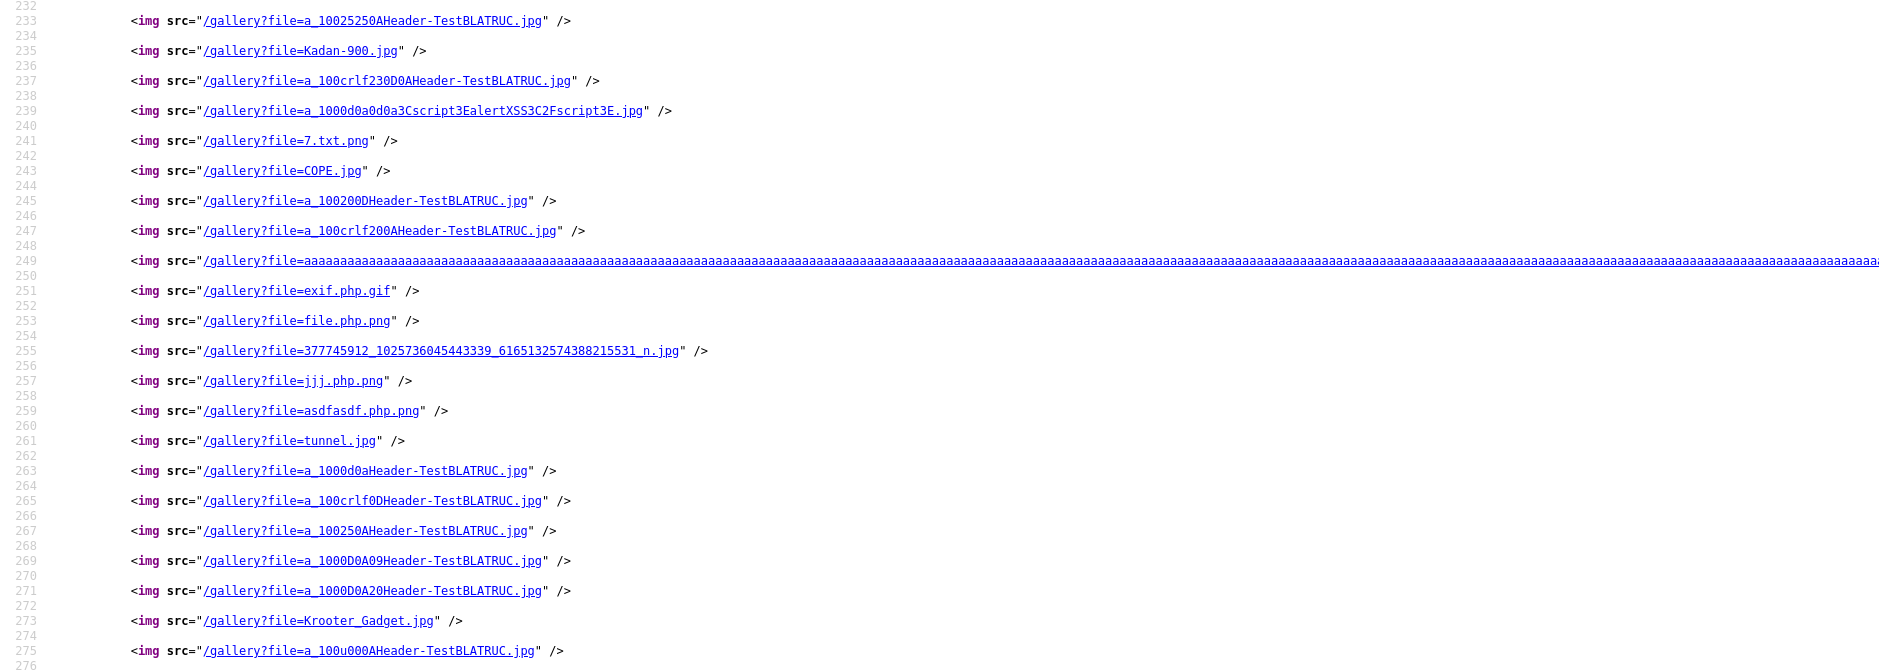 232
233 <img src="/gallery?file=a_10025250AHeader-TestBLATRUC.jpg" />
234
235 <img src="/gallery?file=Kadan-900.jpg" />
236
237 <img src="/gallery?file=a_100crlf230D0AHeader-TestBLATRUC.jpg" />
238
239 <img src="/gallery?file=a_1000d0a0d0a3Cscript3EalertXSS3C2Fscript3E.jpg" />
240
241 <img src="/gallery?file=7.txt.png" />
242
243 <img src="/gallery?file=COPE.jpg" />
244
245 <img src="/gallery?file=a_100200DHeader-TestBLATRUC.jpg" />
246
247 <img src="/gallery?file=a_100crlf200AHeader-TestBLATRUC.jpg" />
248
249 <img src="/gallery?file=aaaaaaaaaaaaaaaaaaaaaaaaaaaaaaaaaaaaaaaaaaaaaaaaaaaaaaaaaaaaaaaaaaaaaaaaaaaaaaaaaaaaaaaaaaaaaaaaaaaaaaaaaaaaaaaaaaaaaaaaaaaaaaaaaaaaaaaaaaaaaaaaaaaaaaaaaaaaaaaaaaaaaaaaaaaaaaaaaaaaaaaaaaaaaaaaaaaaaaaaaaaaaaaaaaaaaaaaaa
250
251 <img src="/gallery?file=exif.php.gif" />
252
253 <img src="/gallery?file=file.php.png" />
254
255 <img src="/gallery?file=377745912_1025736045443339_6165132574388215531_n.jpg" />
256
257 <img src="/gallery?file=jjj.php.png" />
258
259 <img src="/gallery?file=asdfasdf.php.png" />
260
261 <img src="/gallery?file=tunnel.jpg" />
262
263 <img src="/gallery?file=a_1000d0aHeader-TestBLATRUC.jpg" />
264
265 <img src="/gallery?file=a_100crlf0DHeader-TestBLATRUC.jpg" />
266
267 <img src="/gallery?file=a_100250AHeader-TestBLATRUC.jpg" />
268
269 <img src="/gallery?file=a_1000D0A09Header-TestBLATRUC.jpg" />
270
271 <img src="/gallery?file=a_1000D0A20Header-TestBLATRUC.jpg" />
272
273 <img src="/gallery?file=Krooter_Gadget.jpg" />
274
275 <img src="/gallery?file=a_100u000AHeader-TestBLATRUC.jpg" />
276